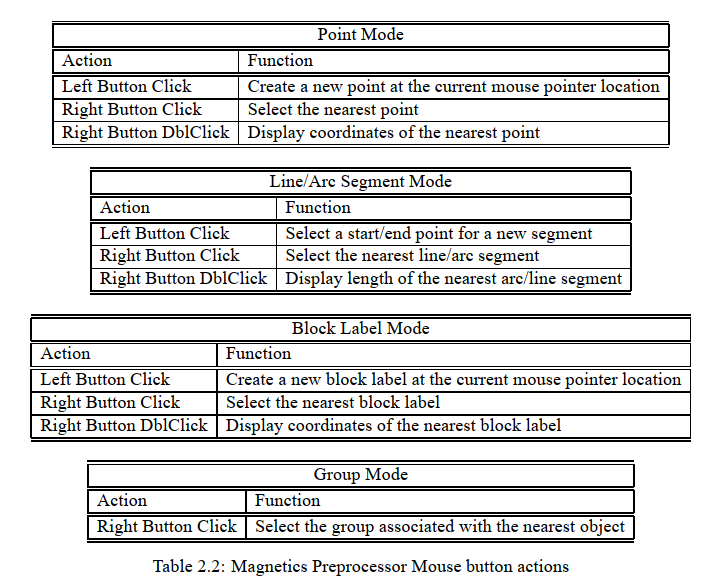 Point Mode
Action Function
Left Button Click Create a new point at the current mouse pointer location
Right Button Click Select the nearest point
Right Button DblClick Display coordinates of the nearest point
Line/Arc Segment Mode
Action Function
Left Button Click Select a start/end point for a new segment
Right Button Click Select the nearest line/arc segment
Right Button DblClick Display length of the nearest arc/line segment
Block Label Mode
Action Function
Left Button Click Create a new block label at the current mouse pointer location
Right Button Click Select the nearest block label
Right Button DblClick Display coordinates of the nearest block label
Group Mode
Action Function
Right Button Click Select the group associated with the nearest object
Table 2.2: Magnetics Preprocessor Mouse button actions